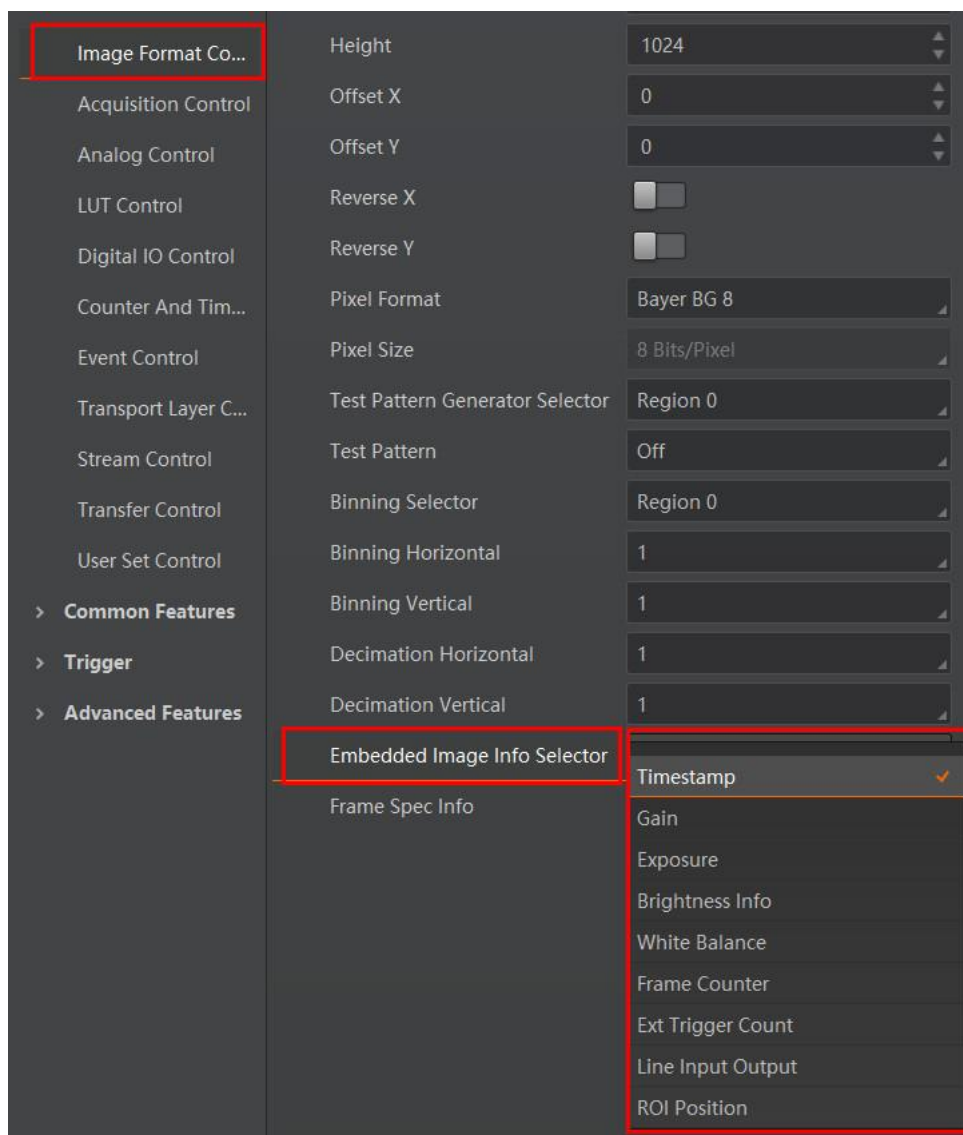 Image Format Co...
Acquisition Control
Analog Control
LUT Control
Digital IO Control
Counter And Tim...
Event Control
Transport Layer C...
Stream Control
Transfer Control
User Set Control
> Common Features
> Trigger
> Advanced Features
Height 1024
Offset X 0
Offset Y 0
Reverse X
Reverse Y
Pixel Format Bayer BG 8
Pixel Size 8 Bits/Pixel
Test Pattern Generator Selector Region 0
Test Pattern Off
Binning Selector Region 0
Binning Horizontal 1
Binning Vertical 1
Decimation Horizontal 1
Decimation Vertical 1
Embedded Image Info Selector
Frame Spec Info
Timestamp
Gain
Exposure
Brightness Info
White Balance
Frame Counter
Ext Trigger Count
Line Input Output
ROI Position